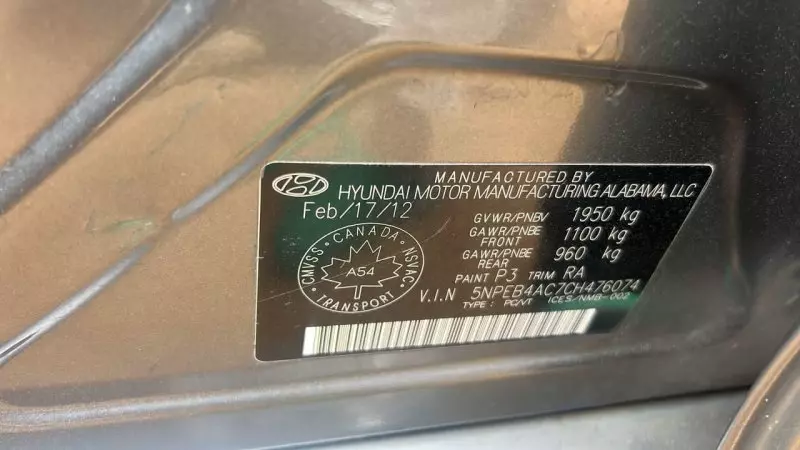 MANUFACTURED BY
HYUNDAI MOTOR MANUFACTURING ALABAMA, LLC
Feb/17/12
GVWR/PNBV 1950 kg
GAWR/PNBE FRONT 1100 kg
GAWR/PNBE REAR 960 kg
PAINT P3 TRIM RA
V.I.N 5NPEB4AC7CH476074
TYPE : PC/VT ICES/NMB-002
CMVSS • CANADA • NSVAC
A54
TRANSPORT